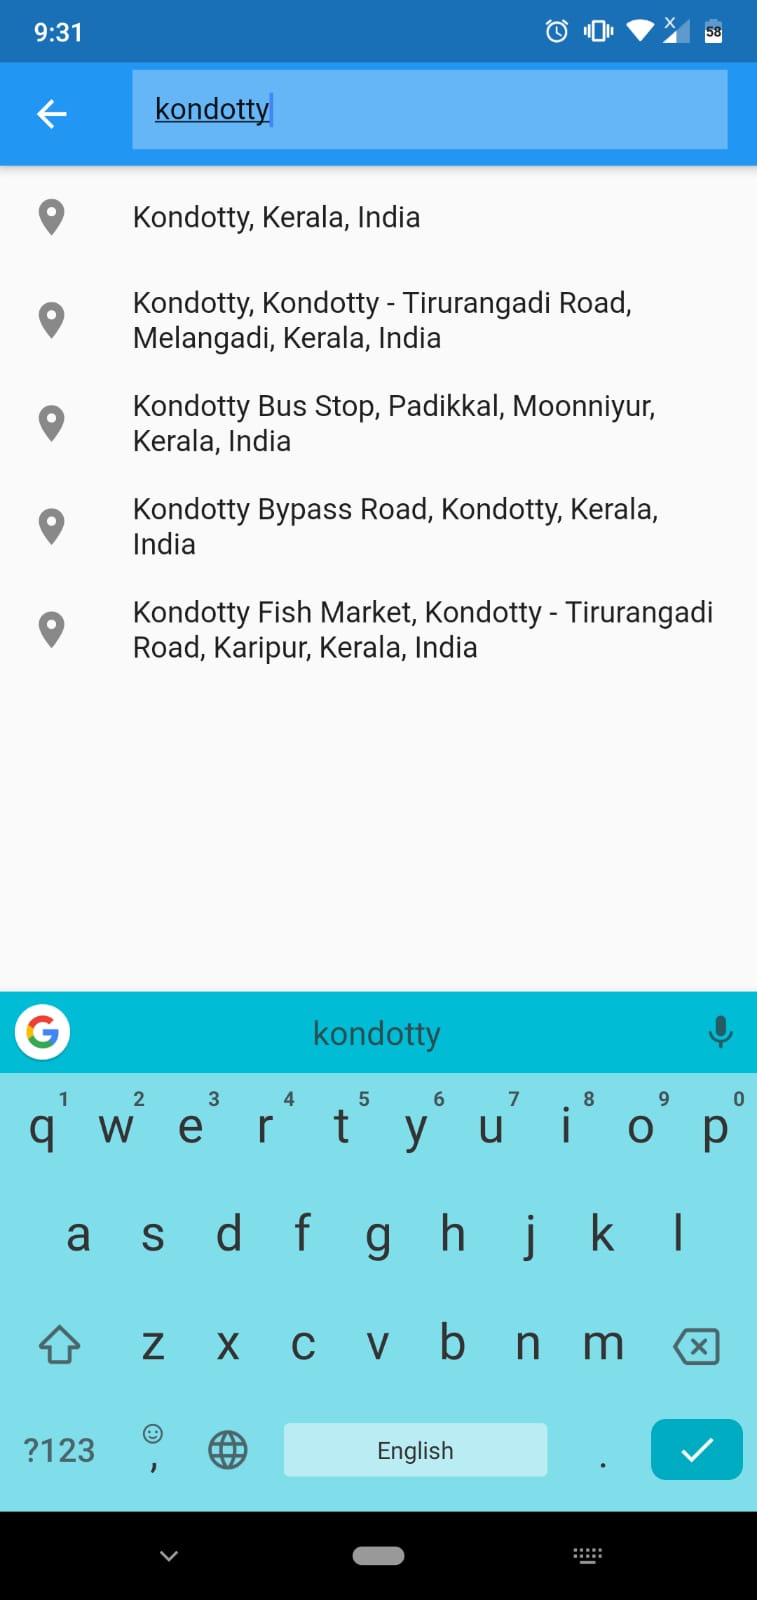 9:31
X
58
kondotty
Kondotty, Kerala, India
Kondotty, Kondotty - Tirurangadi Road,
Melangadi, Kerala, India
Kondotty Bus Stop, Padikkal, Moonniyur,
Kerala, India
Kondotty Bypass Road, Kondotty, Kerala,
India
Kondotty Fish Market, Kondotty - Tirurangadi
Road, Karipur, Kerala, India
G kondotty
1 2 3 4 5 6 7 8 9 0
q w e r t y u i o p
a s d f g h j k l
z x c v b n m
?123 , English .